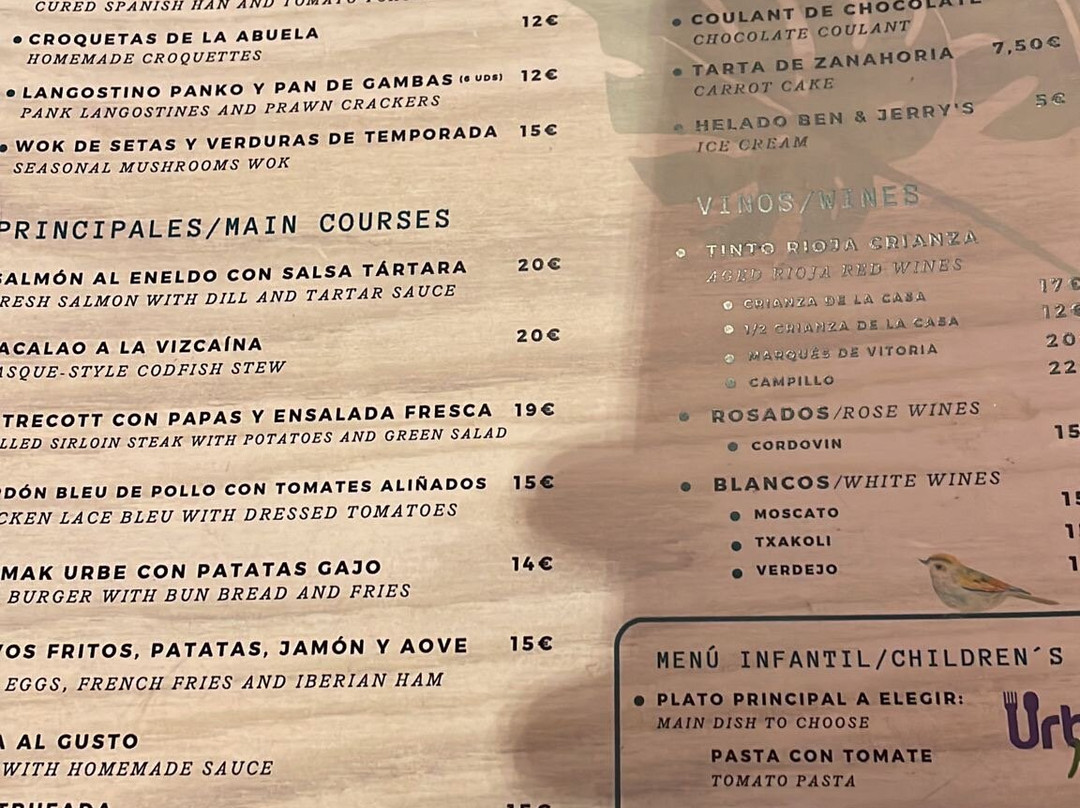 CURED SPANISH HAN AND
12€
CROQUETAS DE LA ABUELA
HOMEMADE CROQUETTES
LANGOSTINO PANKO Y PAN DE GAMBAS (6 UDS) 12€
PANK LANGOSTINES AND PRAWN CRACKERS
WOK DE SETAS Y VERDURAS DE TEMPORADA 15€
SEASONAL MUSHROOMS WOK
PRINCIPALES/MAIN COURSES
SALMÓN AL ENELDO CON SALSA TÁRTARA 20€
RESH SALMON WITH DILL AND TARTAR SAUCE
ACALAO A LA VIZCAÍNA 20€
ASQUE-STYLE CODFISH STEW
TRECOTT CON PAPAS Y ENSALADA FRESCA 19€
LLED SIRLOIN STEAK WITH POTATOES AND GREEN SALAD
DÓN BLEU DE POLLO CON TOMATES ALIÑADOS 15€
CKEN LACE BLEU WITH DRESSED TOMATOES
MAK URBE CON PATATAS GAJO 14€
BURGER WITH BUN BREAD AND FRIES
OS FRITOS, PATATAS, JAMÓN Y AOVE 15€
EGGS, FRENCH FRIES AND IBERIAN HAM
A AL GUSTO
WITH HOMEMADE SAUCE
COULANT DE CHOCOLATE
CHOCOLATE COULANT
TARTA DE ZANAHORIA 7,50€
CARROT CAKE
HELADO BEN & JERRY'S 5€
ICE CREAM
VINOS/WINES
TINTO RIOJA CRIANZA
AGED RIOJA RED WINES
CRIANZA DE LA CASA 17€
1/2 CRIANZA DE LA CASA 12€
MARQUÉS DE VITORIA 20
CAMPILLO 22
ROSADOS/ROSE WINES
CORDOVIN 15
BLANCOS/WHITE WINES
MOSCATO 15
TXAKOLI
VERDEJO
MENÚ INFANTIL/CHILDREN´S
PLATO PRINCIPAL A ELEGIR:
MAIN DISH TO CHOOSE
PASTA CON TOMATE
TOMATO PASTA
Urb